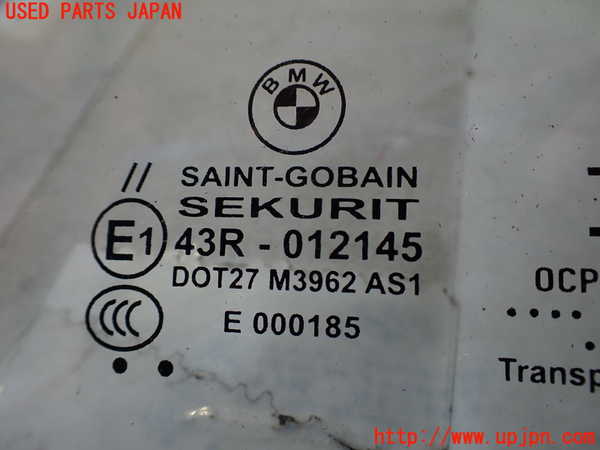 USED PARTS JAPAN
BMW
// SAINT-GOBAIN
SEKURIT
E1 43R - 012145
DOT27 M3962 AS1
CCC
E 000185
OCP
Transp
http://www.upjpn.com/